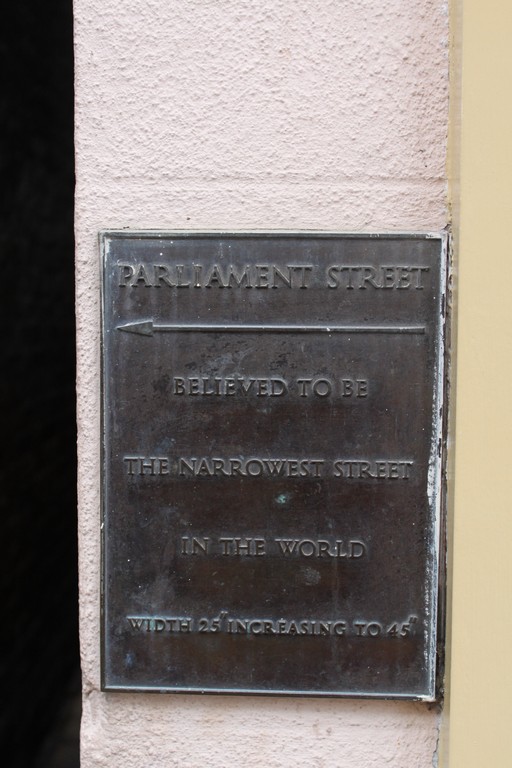 PARLIAMENT STREET
BELIEVED TO BE
THE NARROWEST STREET
IN THE WORLD
WIDTH 25" INCREASING TO 45"